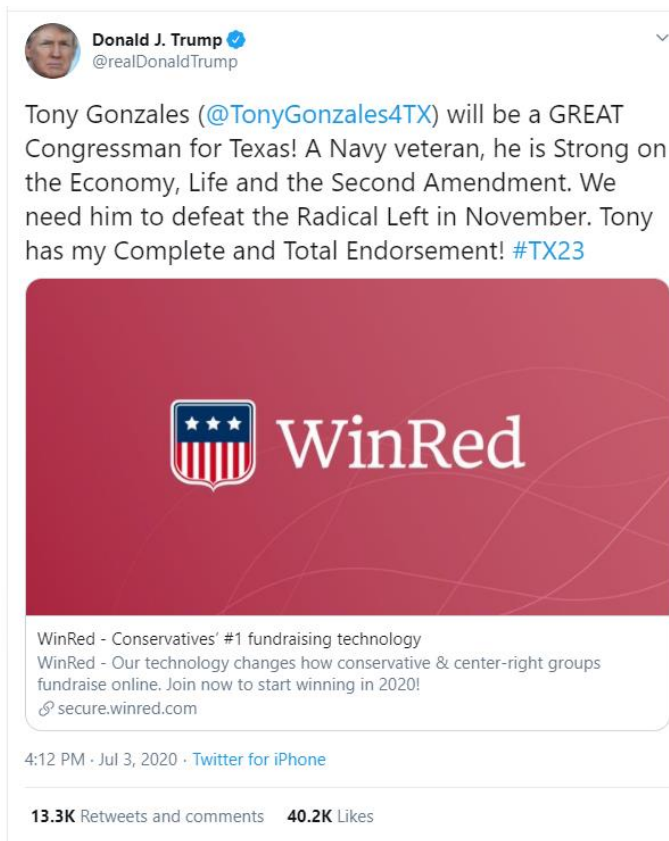 Donald J. Trump
@realDonaldTrump
Tony Gonzales (@TonyGonzales4TX) will be a GREAT
Congressman for Texas! A Navy veteran, he is Strong on
the Economy, Life and the Second Amendment. We
need him to defeat the Radical Left in November. Tony
has my Complete and Total Endorsement! #TX23
WinRed
WinRed - Conservatives’ #1 fundraising technology
WinRed - Our technology changes how conservative & center-right groups
fundraise online. Join now to start winning in 2020!
secure.winred.com
4:12 PM · Jul 3, 2020 · Twitter for iPhone
13.3K Retweets and comments 40.2K Likes